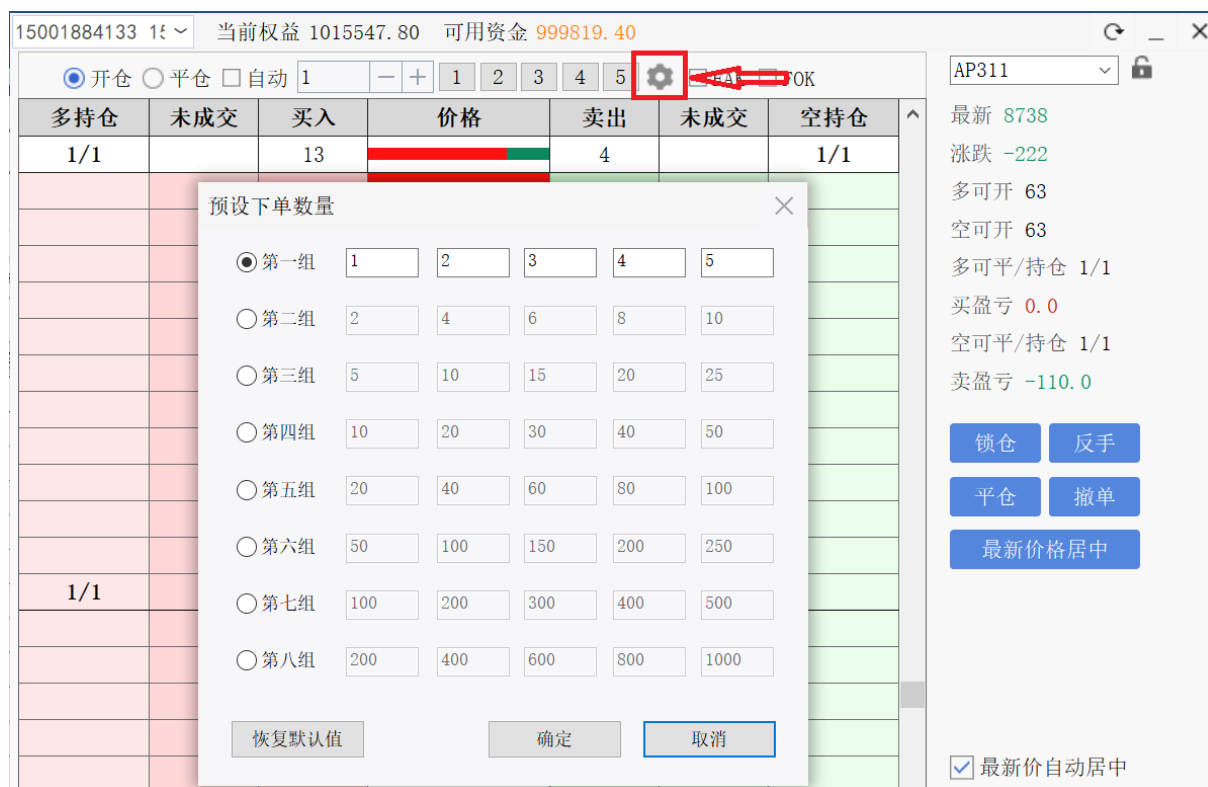 15001884133 15 当前权益 1015547.80 可用资金 999819.40
开仓 平仓 自动 1 1 2 3 4 5 FOK
多持仓 未成交 买入 价格 卖出 未成交 空持仓
1/1 13 4 1/1
预设下单数量
第一组 1 2 3 4 5
第二组 2 4 6 8 10
第三组 5 10 15 20 25
第四组 10 20 30 40 50
第五组 20 40 60 80 100
第六组 50 100 150 200 250
1/1
第七组 100 200 300 400 500
第八组 200 400 600 800 1000
恢复默认值 确定 取消
AP311
最新 8738
涨跌 -222
多可开 63
空可开 63
多可平/持仓 1/1
买盈亏 0.0
空可平/持仓 1/1
卖盈亏 -110.0
锁仓 反手
平仓 撤单
最新价格居中
最新价自动居中